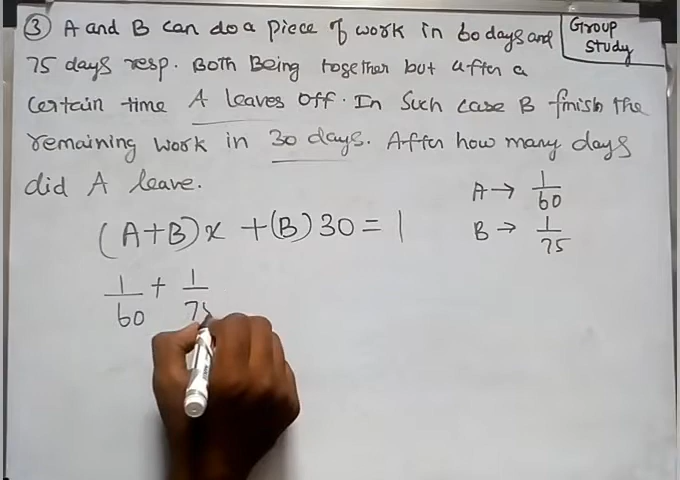 ③ A and B can do a piece of work in 60 days and
75 days resp. Both Being together but after a
certain time A leaves off. In Such case B finish the
remaining work in 30 days. After how many days
did A leave.
Group
Study
A → 1/60
B → 1/75
(A+B)x + (B)30 = 1
1/60 + 1/75